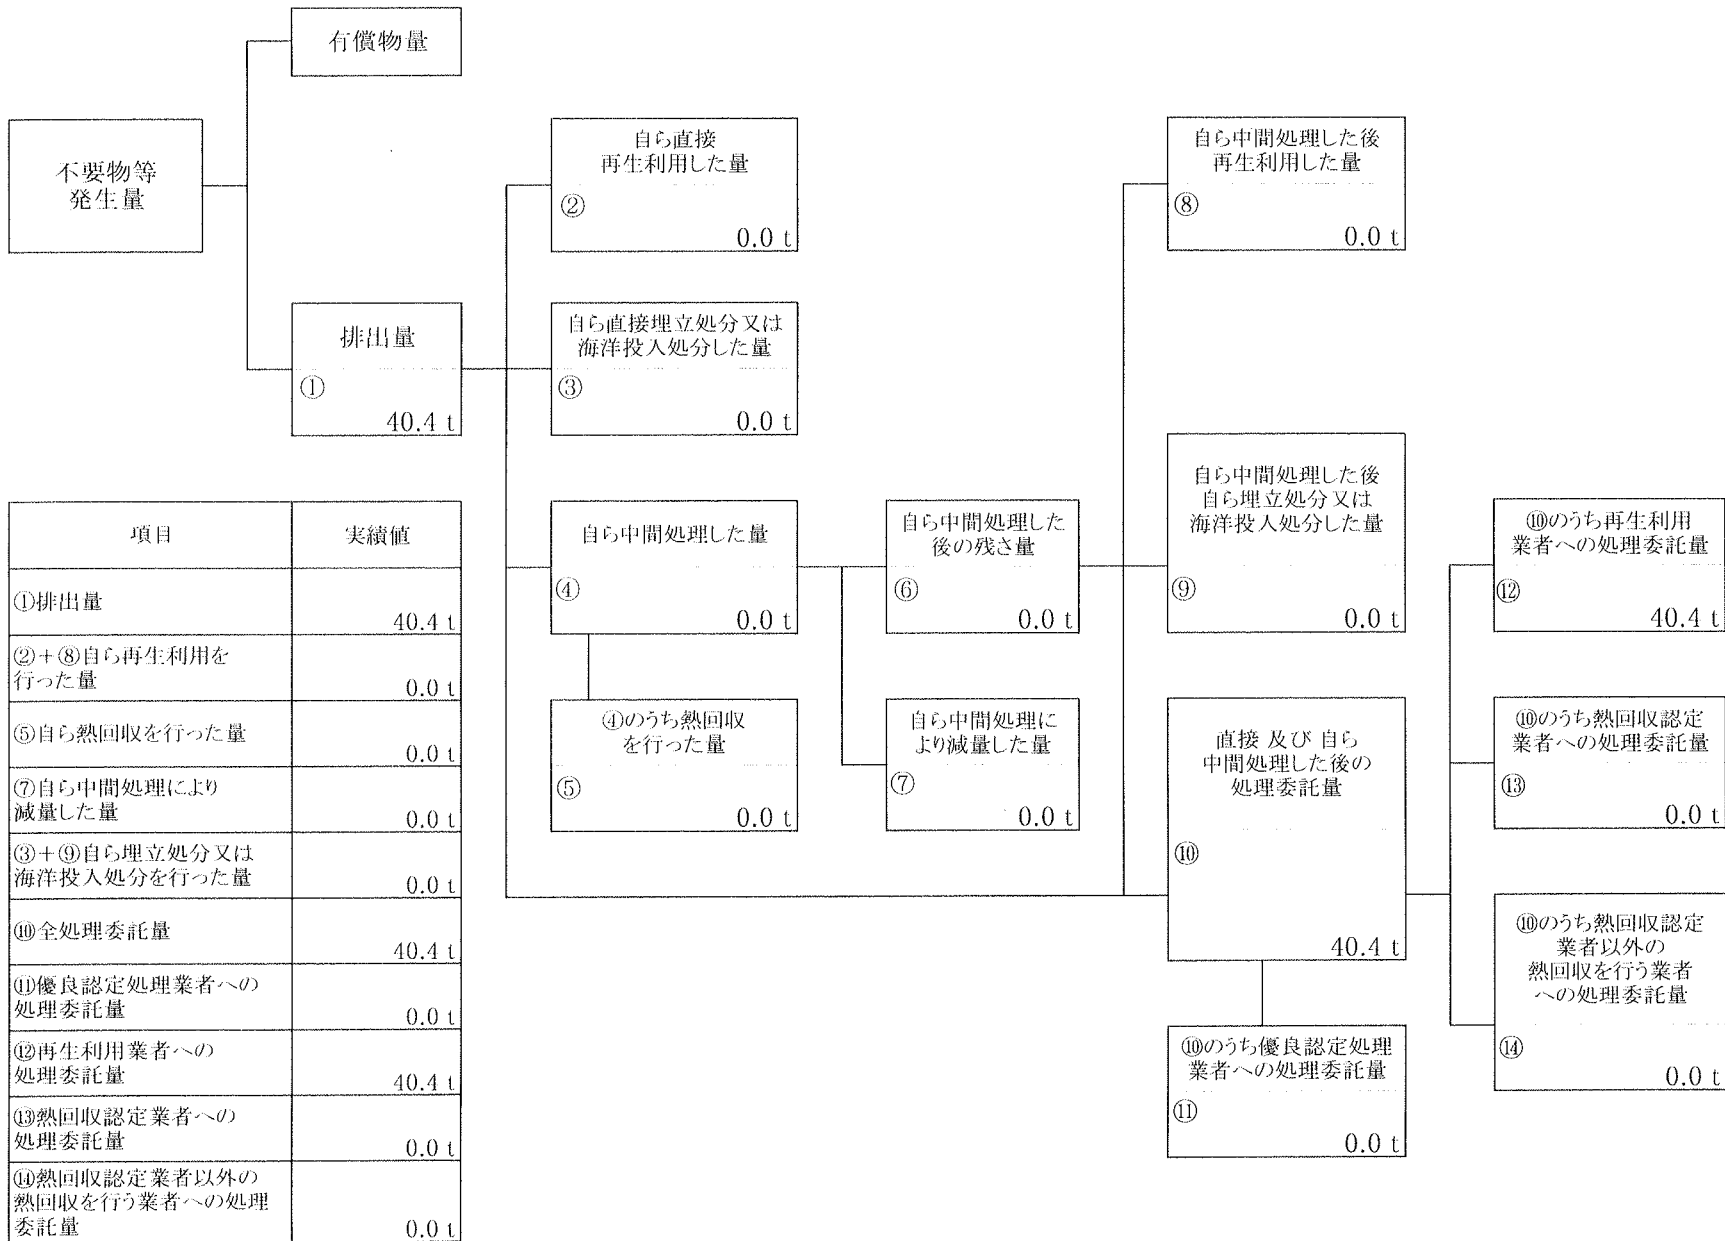 有償物量
不要物等
発生量
排出量
①
40.4 t
自ら直接
再生利用した量
②
0.0 t
自ら直接埋立処分又は
海洋投入処分した量
③
0.0 t
自ら中間処理した量
④
0.0 t
④のうち熱回収
を行った量
⑤
0.0 t
自ら中間処理した
後の残さ量
⑥
0.0 t
自ら中間処理に
より減量した量
⑦
0.0 t
自ら中間処理した後
再生利用した量
⑧
0.0 t
自ら中間処理した後
自ら埋立処分又は
海洋投入処分した量
⑨
0.0 t
直接 及び 自ら
中間処理した後の
処理委託量
⑩
40.4 t
⑩のうち優良認定処理
業者への処理委託量
⑪
0.0 t
⑩のうち再生利用
業者への処理委託量
⑫
40.4 t
⑩のうち熱回収認定
業者への処理委託量
⑬
0.0 t
⑩のうち熱回収認定
業者以外の
熱回収を行う業者
への処理委託量
⑭
0.0 t
項目 実績値
①排出量
40.4 t
②+⑧自ら再生利用を
行った量
0.0 t
⑤自ら熱回収を行った量
0.0 t
⑦自ら中間処理により
減量した量
0.0 t
③+⑨自ら埋立処分又は
海洋投入処分を行った量
0.0 t
⑩全処理委託量
40.4 t
⑪優良認定処理業者への
処理委託量
0.0 t
⑫再生利用業者への
処理委託量
40.4 t
⑬熱回収認定業者への
処理委託量
0.0 t
⑭熱回収認定業者以外の
熱回収を行う業者への処理
委託量
0.0 t